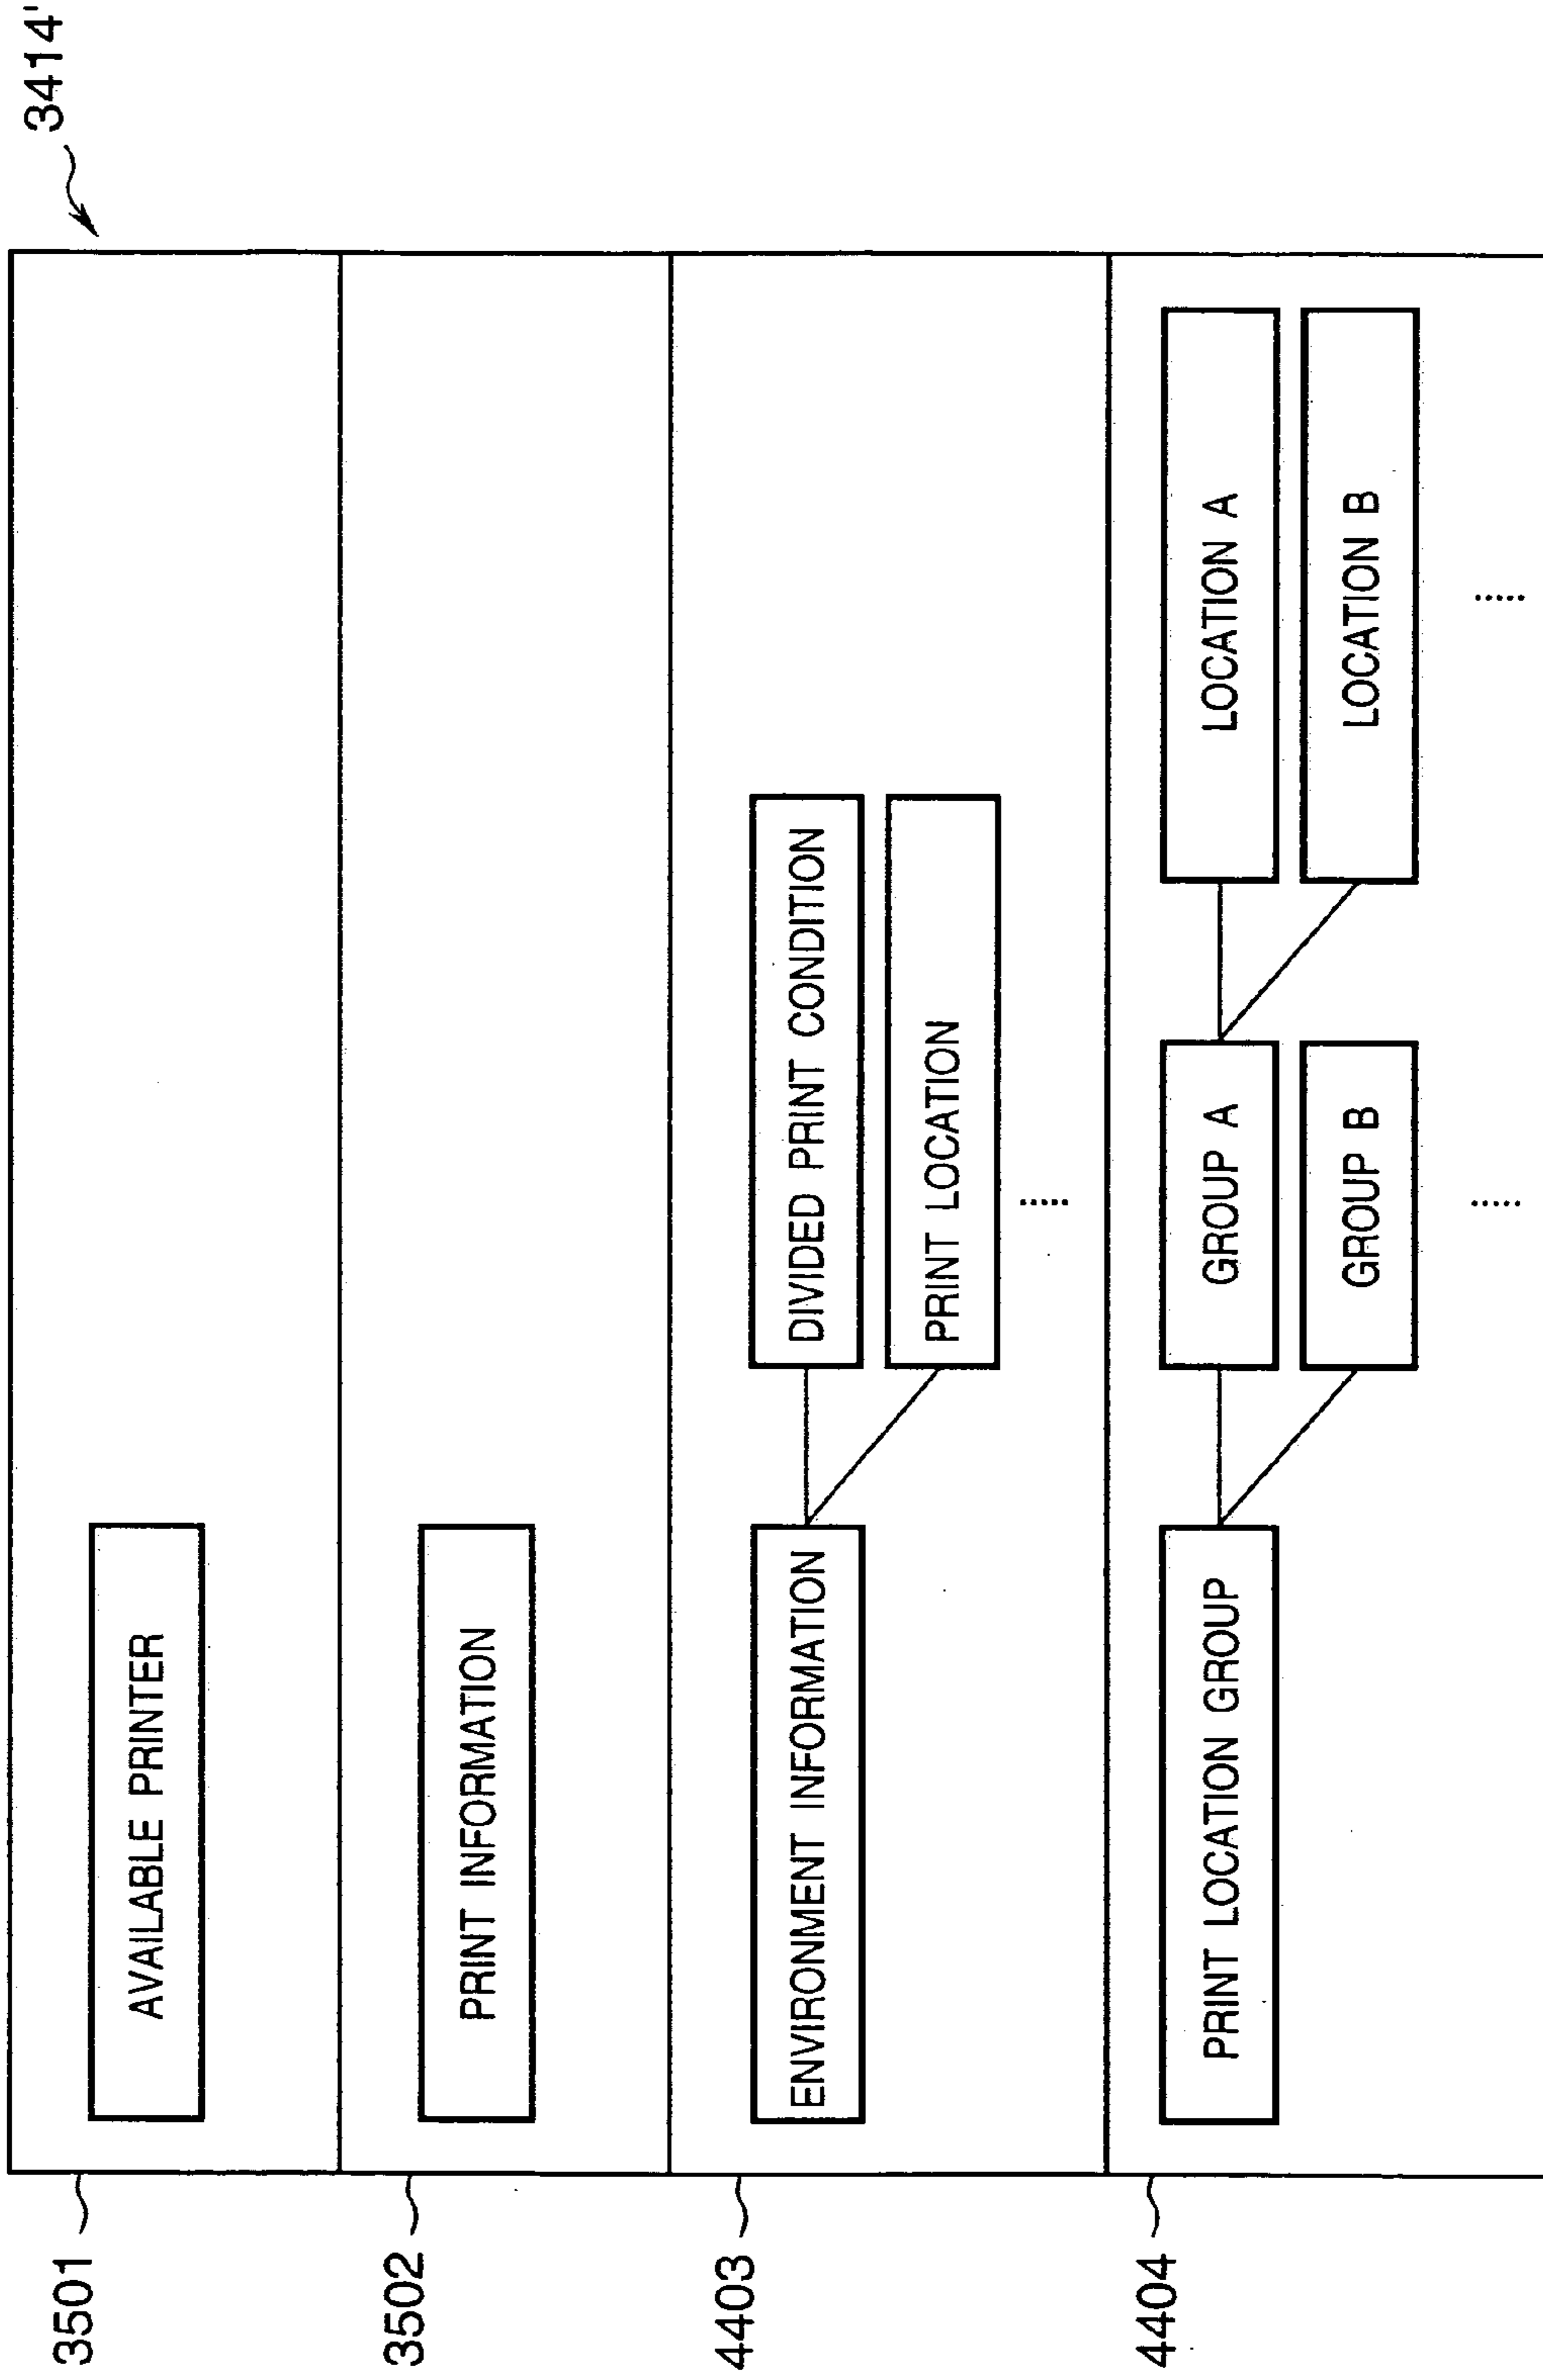 3414'
3501
AVAILABLE PRINTER
3502
PRINT INFORMATION
4403
ENVIRONMENT INFORMATION
DIVIDED PRINT CONDITION
PRINT LOCATION
.....
4404
PRINT LOCATION GROUP
GROUP A
LOCATION A
GROUP B
LOCATION B
.....
.....